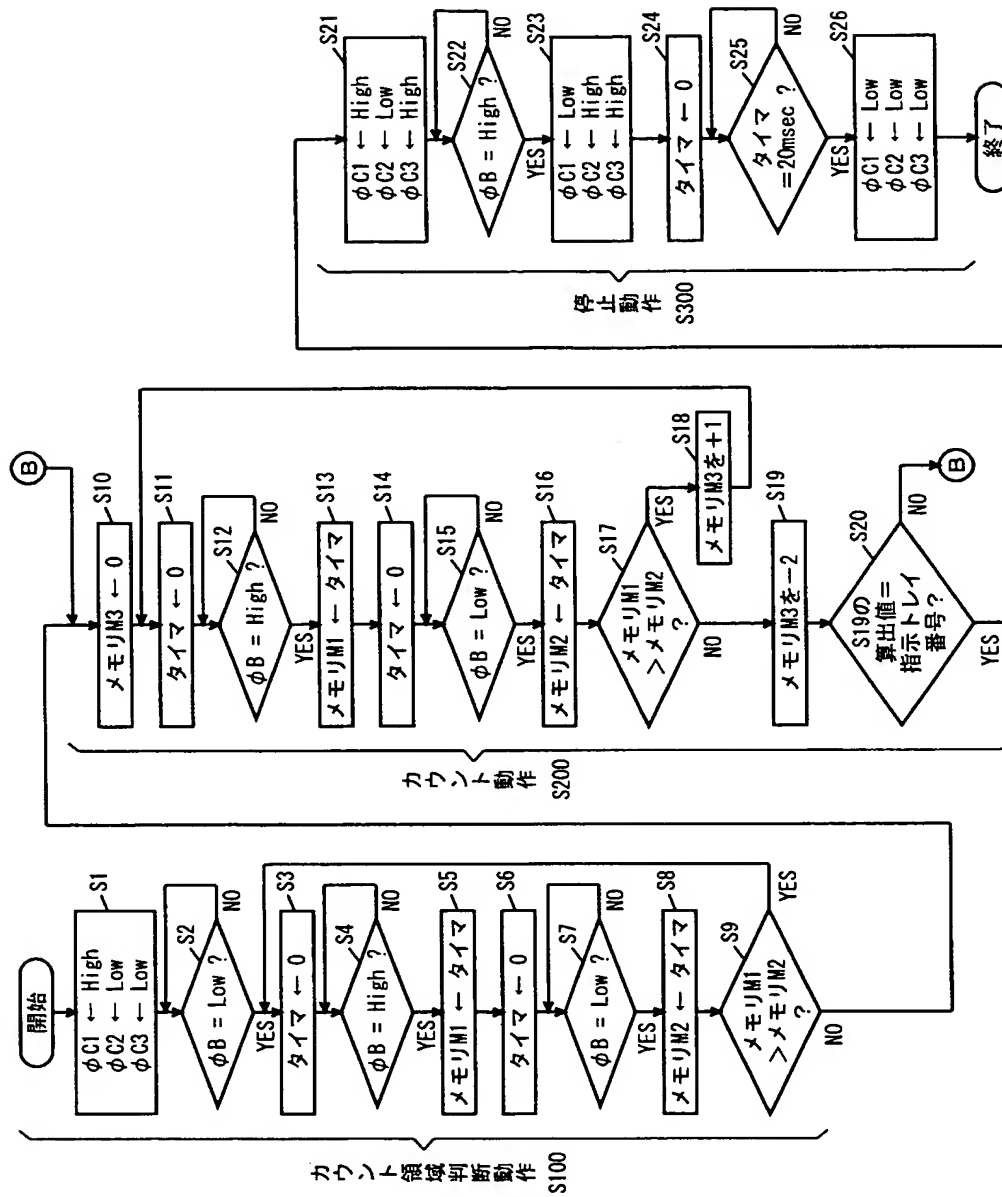 開始
φC1 ← High
φC2 ← Low
φC3 ← Low
S1
φB = Low ?
S2
NO
YES
タイマ ← 0
S3
φB = High ?
S4
NO
YES
メモリM1 ← タイマ
S5
タイマ ← 0
S6
φB = Low ?
S7
NO
YES
メモリM2 ← タイマ
S8
メモリM1
>メモリM2
?
S9
YES
NO
カウント領域判断動作
S100
B
メモリM3 ← 0
S10
タイマ ← 0
S11
φB = High ?
S12
NO
YES
メモリM1 ← タイマ
S13
タイマ ← 0
S14
φB = Low ?
S15
NO
YES
メモリM2 ← タイマ
S16
メモリM1
>メモリM2
?
S17
YES
NO
メモリM3を+1
S18
メモリM3を-2
S19
S19の
算出値=
指示トレイ
番号?
S20
NO
B
YES
カウント動作
S200
φC1 ← High
φC2 ← Low
φC3 ← High
S21
φB = High ?
S22
NO
YES
φC1 ← Low
φC2 ← High
φC3 ← High
S23
タイマ ← 0
S24
タイマ
=20msec ?
S25
NO
YES
φC1 ← Low
φC2 ← Low
φC3 ← Low
S26
終了
停止動作
S300